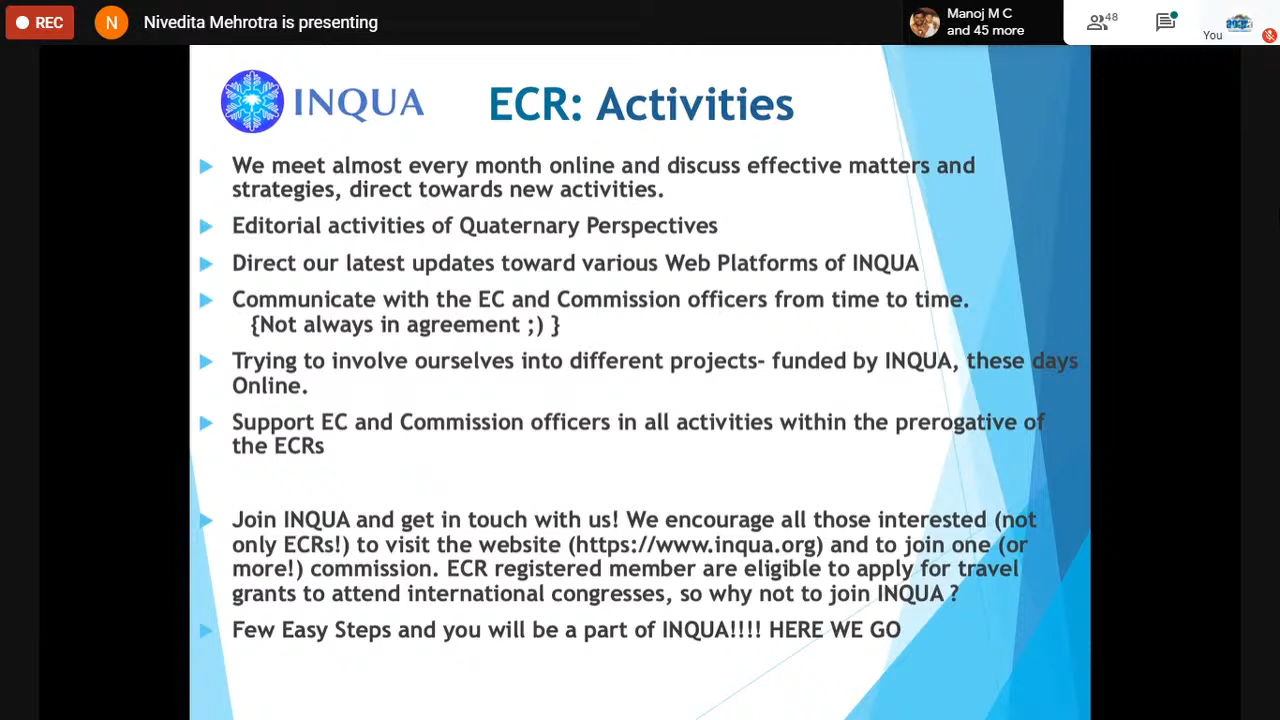 REC
N
Nivedita Mehrotra is presenting
Manoj M C
and 45 more
48
You
INQUA
ECR: Activities
We meet almost every month online and discuss effective matters and
strategies, direct towards new activities.
Editorial activities of Quaternary Perspectives
Direct our latest updates toward various Web Platforms of INQUA
Communicate with the EC and Commission officers from time to time.
{Not always in agreement ;) }
Trying to involve ourselves into different projects- funded by INQUA, these days
Online.
Support EC and Commission officers in all activities within the prerogative of
the ECRs
Join INQUA and get in touch with us! We encourage all those interested (not
only ECRs!) to visit the website (https://www.inqua.org) and to join one (or
more!) commission. ECR registered member are eligible to apply for travel
grants to attend international congresses, so why not to join INQUA ?
Few Easy Steps and you will be a part of INQUA!!!! HERE WE GO